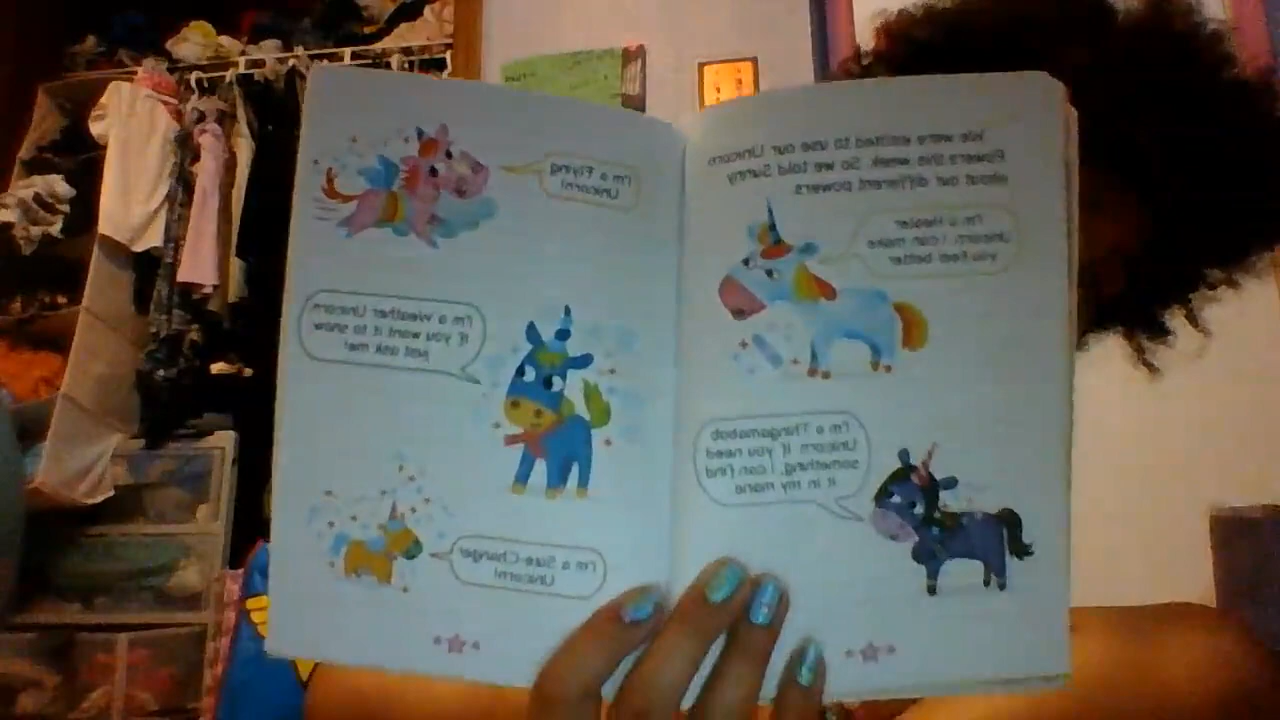 We were excited to use our Unicorn
Powers this week. So we told Sunny
about our different powers.
I'm a Healer
Unicorn. I can make
you feel better.
I'm a Thingamabob
Unicorn. If you need
something, I can find
it in my mane.
I'm a Flying
Unicorn!
I'm a Weather Unicorn.
If you want it to snow
just ask me!
I'm a Size-Changer
Unicorn!